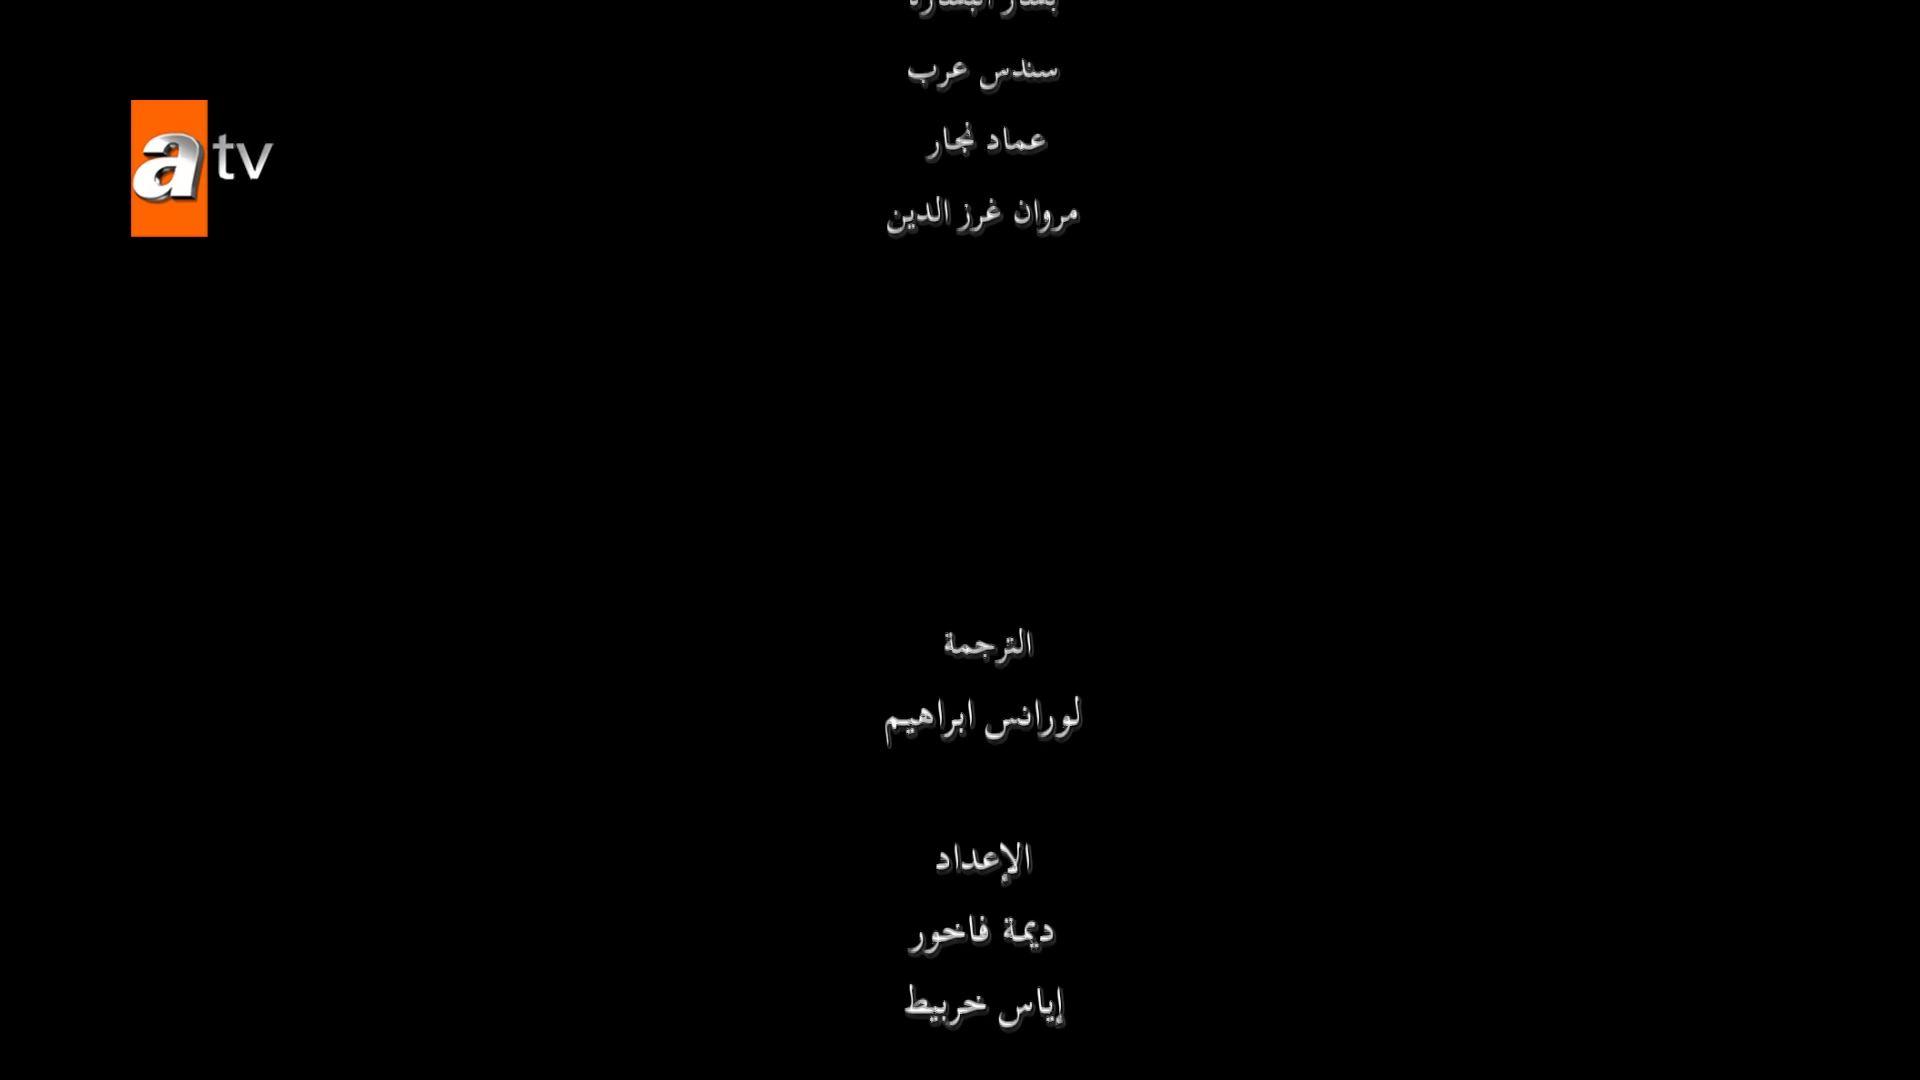 سندس عرب
atv
عماد نجار
مروان غرز الدين
الترجمة
لورانس ابراهيم
الإعداد
ديمة فاخور
إياس خربيط